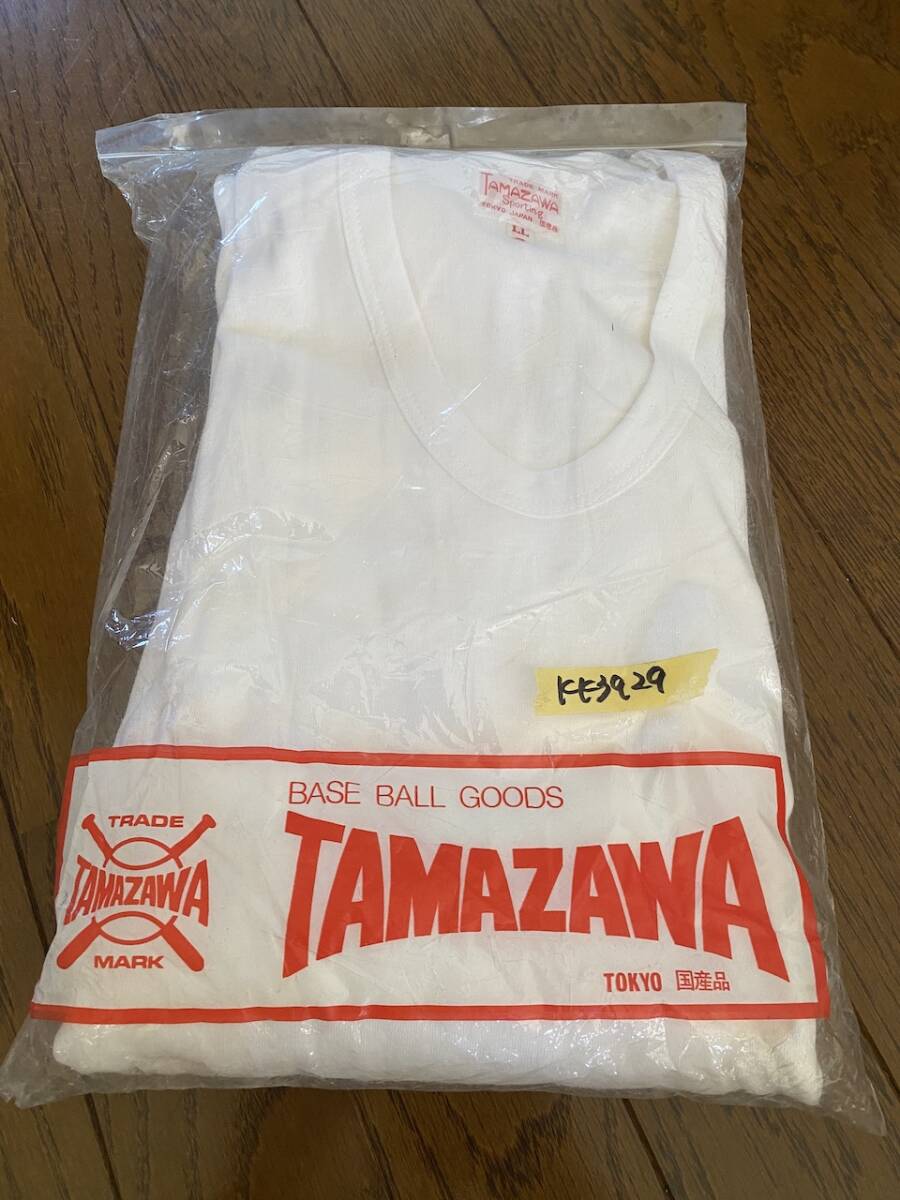 TRADE MARK
TAMAZAWA
Sporting
TOKYO JAPAN 国産品
LL
KK3929
BASE BALL GOODS
TRADE
TAMAZAWA
MARK
TAMAZAWA
TOKYO 国産品